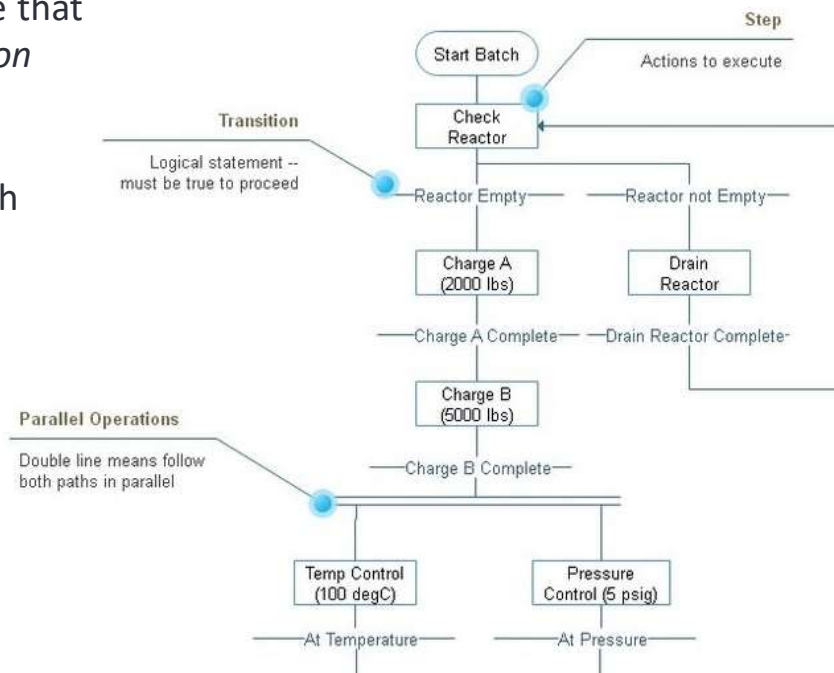 e that
on
h
Step
Actions to execute
Start Batch
Check
Reactor
Transition
Logical statement --
must be true to proceed
Reactor Empty
Reactor not Empty
Charge A
(2000 lbs)
Drain
Reactor
Charge A Complete
Drain Reactor Complete
Charge B
(5000 lbs)
Parallel Operations
Double line means follow
both paths in parallel
Charge B Complete
Temp Control
(100 degC)
Pressure
Control (5 psig)
At Temperature
At Pressure